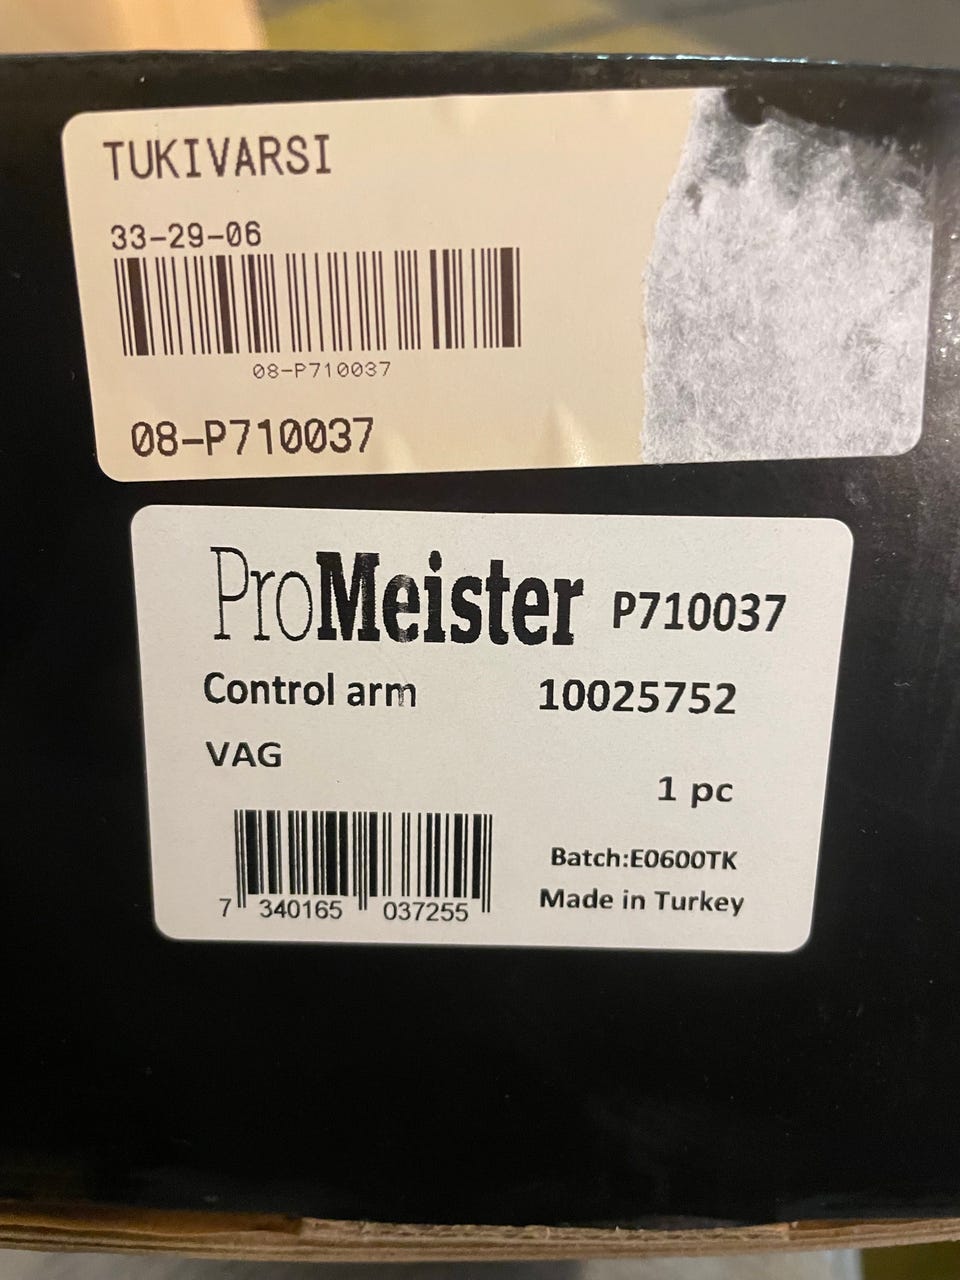 TUKIVARSI
33-29-06
08-P710037
08-P710037
ProMeister P710037
Control arm 10025752
VAG
1 pc
Batch:E0600TK
Made in Turkey
7 340165 037255